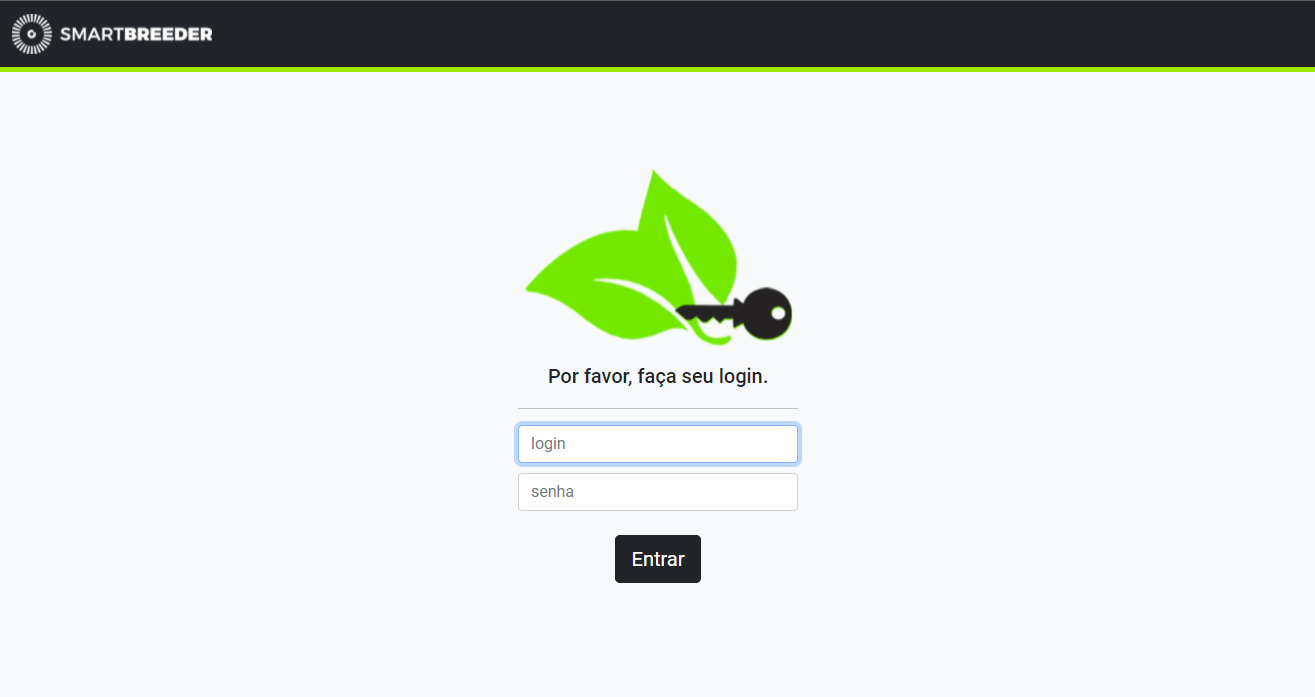 SMARTBREEDER
Por favor, faça seu login.
login
senha
Entrar